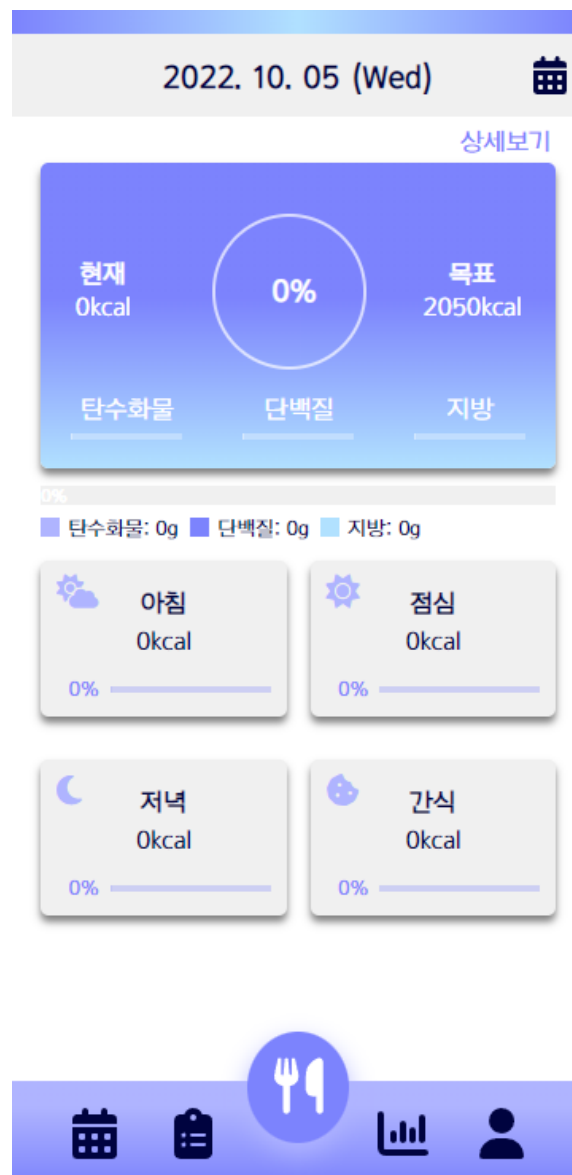 2022. 10. 05 (Wed)
상세보기
현재
0kcal
0%
목표
2050kcal
탄수화물 단백질 지방
0%
탄수화물: 0g 단백질: 0g 지방: 0g
아침
0kcal
0%
점심
0kcal
0%
저녁
0kcal
0%
간식
0kcal
0%